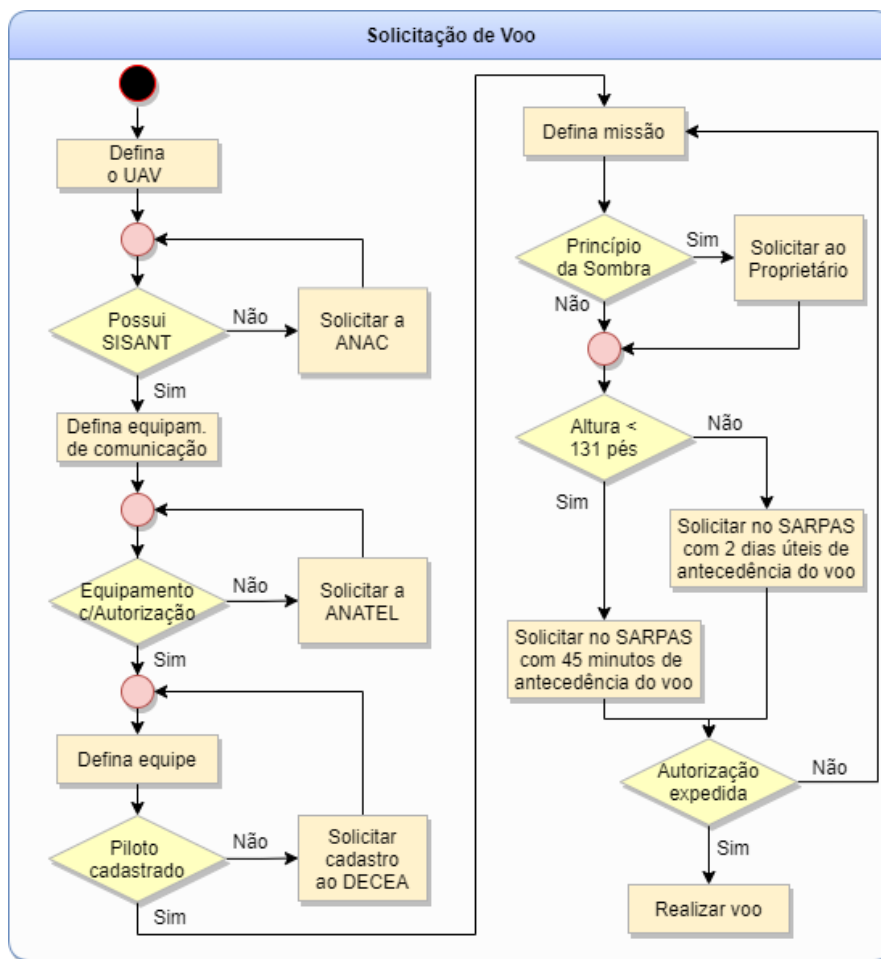 Solicitação de Voo
Defina
o UAV
Possui
SISANT
Não
Solicitar a
ANAC
Sim
Defina equipam.
de comunicação
Equipamento
c/Autorização
Não
Solicitar a
ANATEL
Sim
Defina equipe
Piloto
cadastrado
Não
Solicitar
cadastro
ao DECEA
Sim
Defina missão
Princípio
da Sombra
Sim
Solicitar ao
Proprietário
Não
Altura <
131 pés
Não
Sim
Solicitar no SARPAS
com 2 dias úteis de
antecedência do voo
Solicitar no SARPAS
com 45 minutos de
antecedência do voo
Autorização
expedida
Não
Sim
Realizar voo